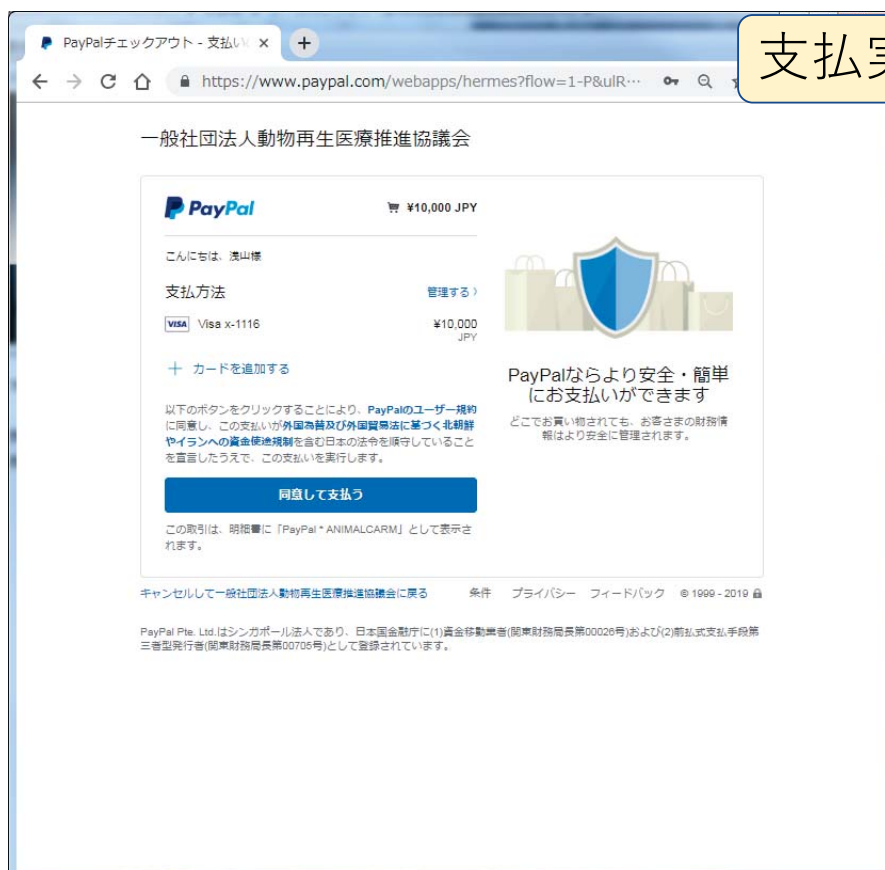 PayPalチェックアウト - 支払い
支払実
https://www.paypal.com/webapps/hermes?flow=1-P&ulR…
一般社団法人動物再生医療推進協議会
PayPal
¥10,000 JPY
こんにちは、浅山様
支払方法
管理する 〉
VISA Visa x-1116
¥10,000
JPY
＋ カードを追加する
以下のボタンをクリックすることにより、PayPalのユーザー規約
に同意し、この支払いが外国為替及び外国貿易法に基づく北朝鮮
やイランへの資金使途規制を含む日本の法令を順守していること
を宣言したうえで、この支払いを実行します。
同意して支払う
この取引は、明細書に「PayPal * ANIMALCARM」として表示さ
れます。
PayPalならより安全・簡単
にお支払いができます
どこでお買い物されても、お客さまの財務情
報はより安全に管理されます。
キャンセルして一般社団法人動物再生医療推進協議会に戻る
条件 プライバシー フィードバック © 1999 - 2019
PayPal Pte. Ltd.はシンガポール法人であり、日本国金融庁に(1)資金移動業者(関東財務局長第00026号)および(2)前払式支払手段第
三者型発行者(関東財務局長第00705号)として登録されています。